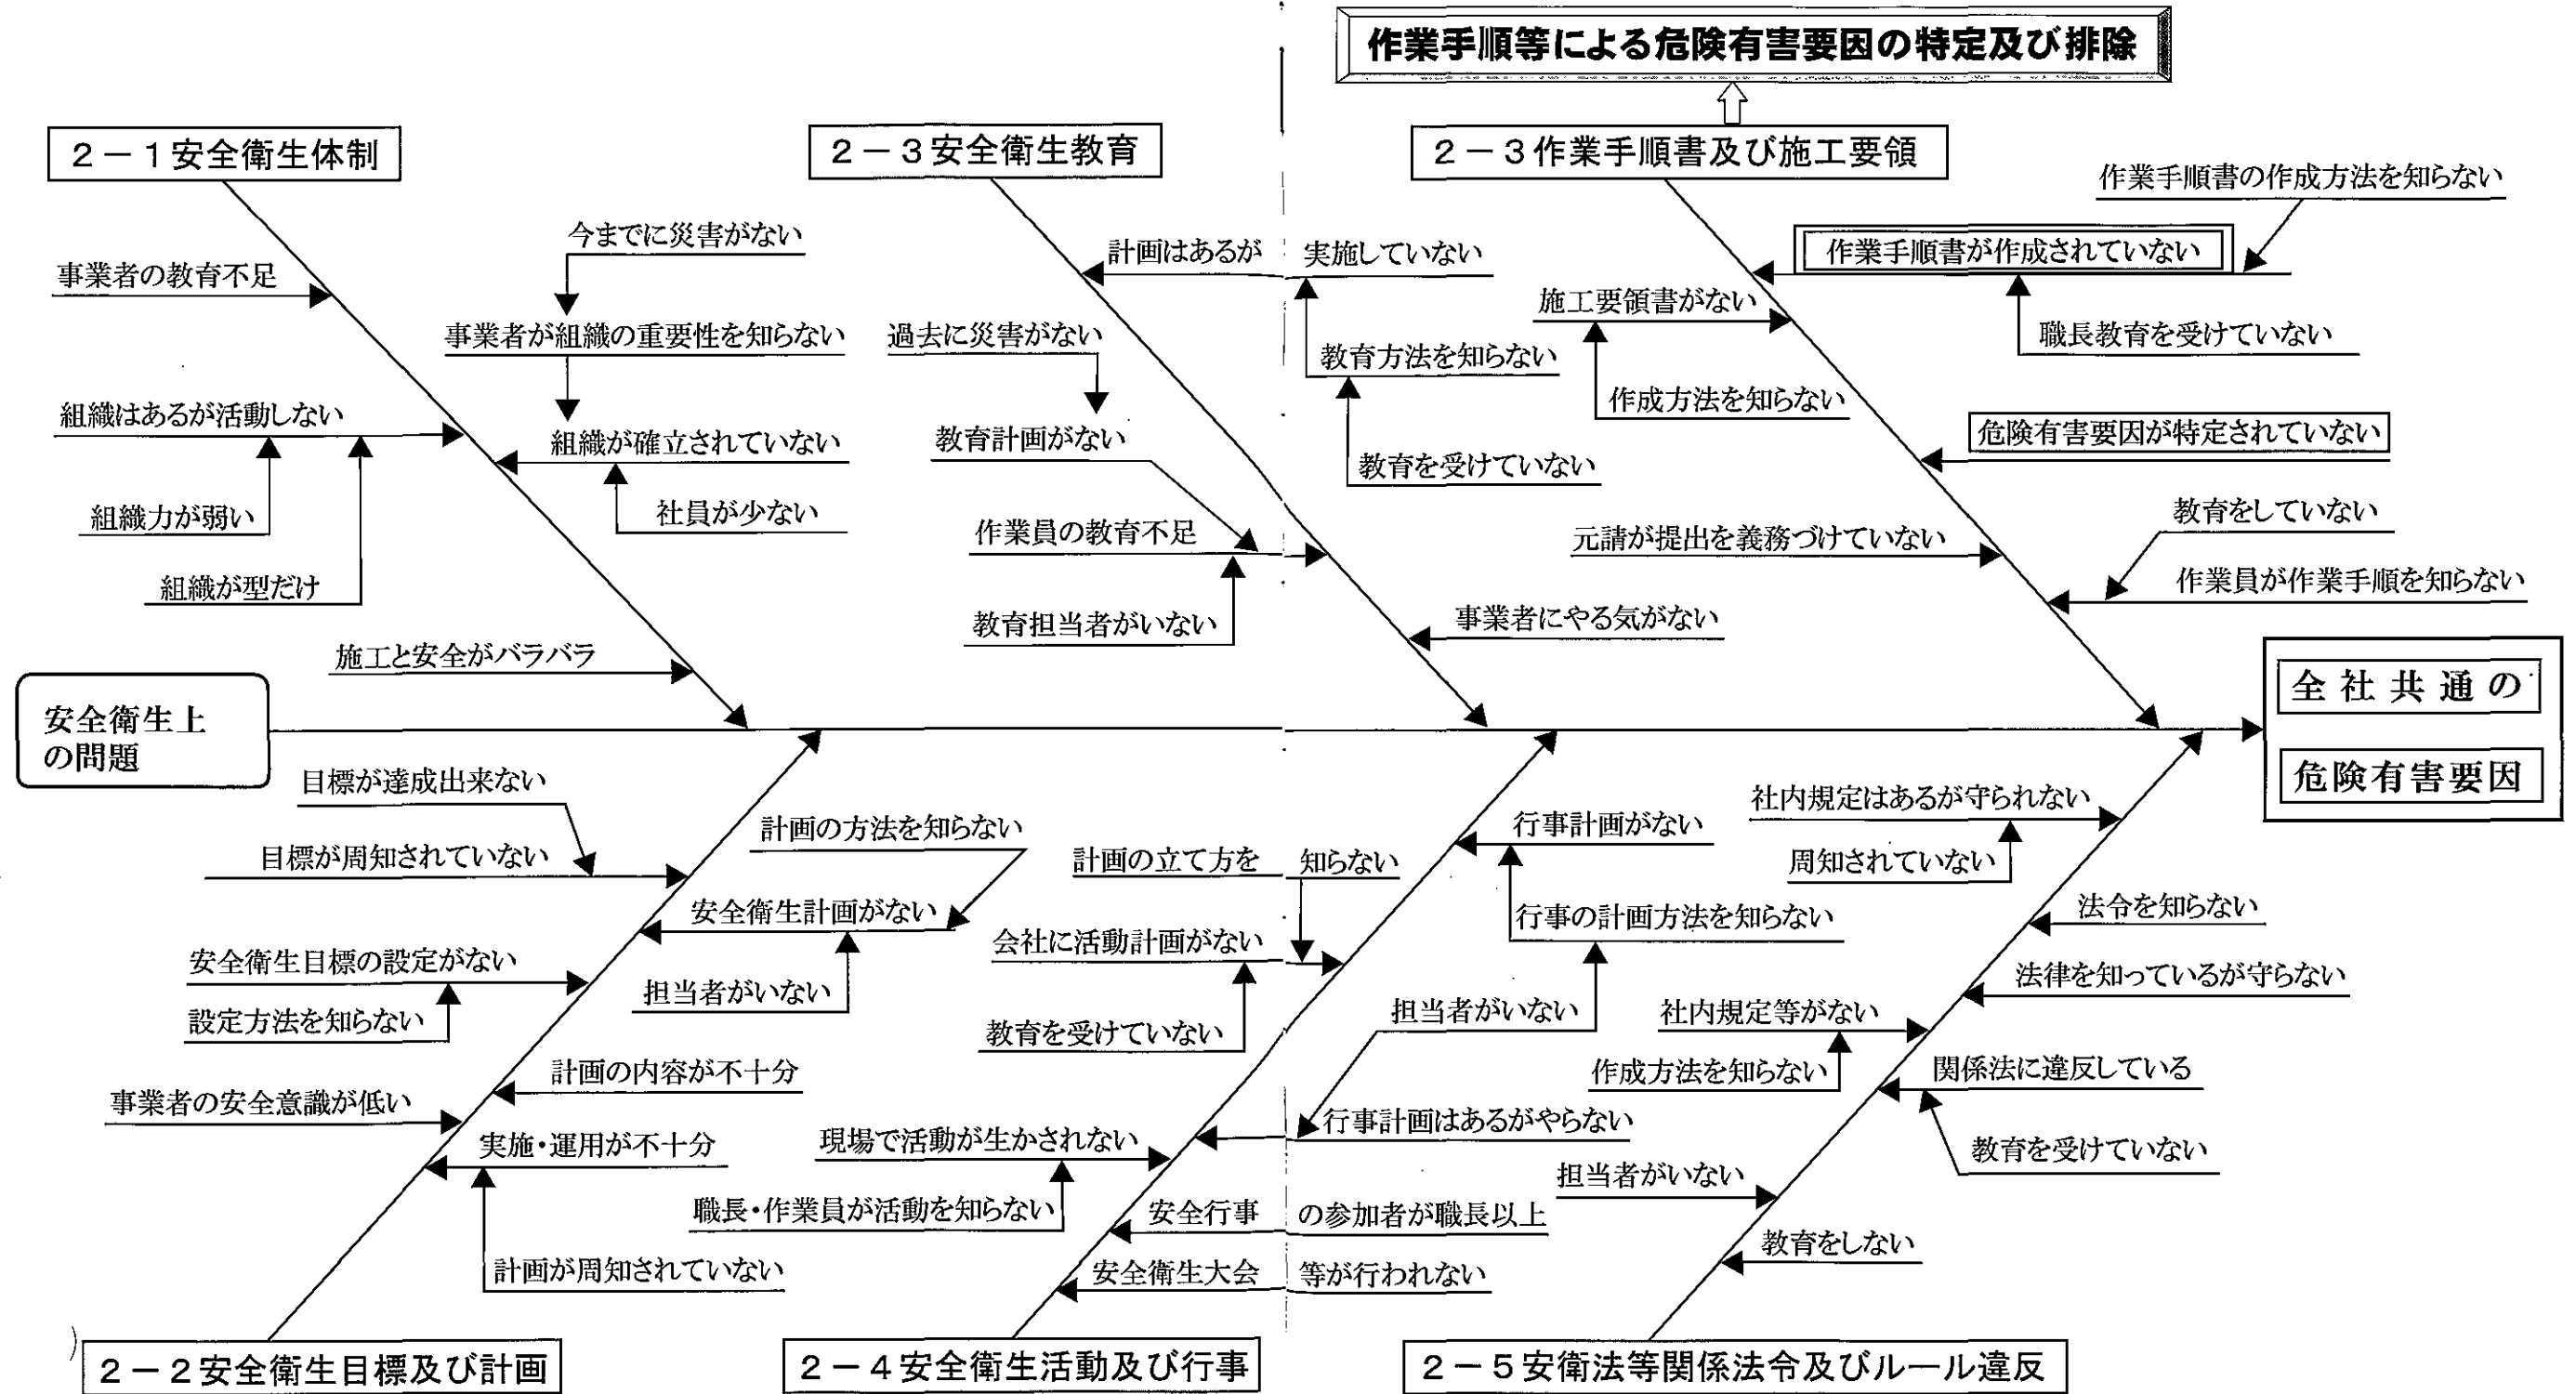 作業手順等による危険有害要因の特定及び排除
２－１安全衛生体制
事業者の教育不足
今までに災害がない
事業者が組織の重要性を知らない
組織はあるが活動しない
組織が確立されていない
組織力が弱い
社員が少ない
組織が型だけ
施工と安全がバラバラ
２－３安全衛生教育
計画はあるが 実施していない
過去に災害がない
教育方法を知らない
教育計画がない
教育を受けていない
作業員の教育不足
教育担当者がいない
事業者にやる気がない
２－３作業手順書及び施工要領
作業手順書の作成方法を知らない
作業手順書が作成されていない
施工要領書がない
職長教育を受けていない
作成方法を知らない
危険有害要因が特定されていない
教育をしていない
元請が提出を義務づけていない
作業員が作業手順を知らない
安全衛生上
の問題
全社共通の
危険有害要因
目標が達成出来ない
目標が周知されていない
計画の方法を知らない
安全衛生計画がない
安全衛生目標の設定がない
担当者がいない
設定方法を知らない
計画の内容が不十分
事業者の安全意識が低い
実施・運用が不十分
計画が周知されていない
２－２安全衛生目標及び計画
行事計画がない
計画の立て方を 知らない
行事の計画方法を知らない
会社に活動計画がない
担当者がいない
教育を受けていない
行事計画はあるがやらない
現場で活動が生かされない
職長・作業員が活動を知らない
安全行事 の参加者が職長以上
安全衛生大会 等が行われない
２－４安全衛生活動及び行事
社内規定はあるが守られない
周知されていない
法令を知らない
法律を知っているが守らない
社内規定等がない
作成方法を知らない
関係法に違反している
教育を受けていない
担当者がいない
教育をしない
２－５安衛法等関係法令及びルール違反